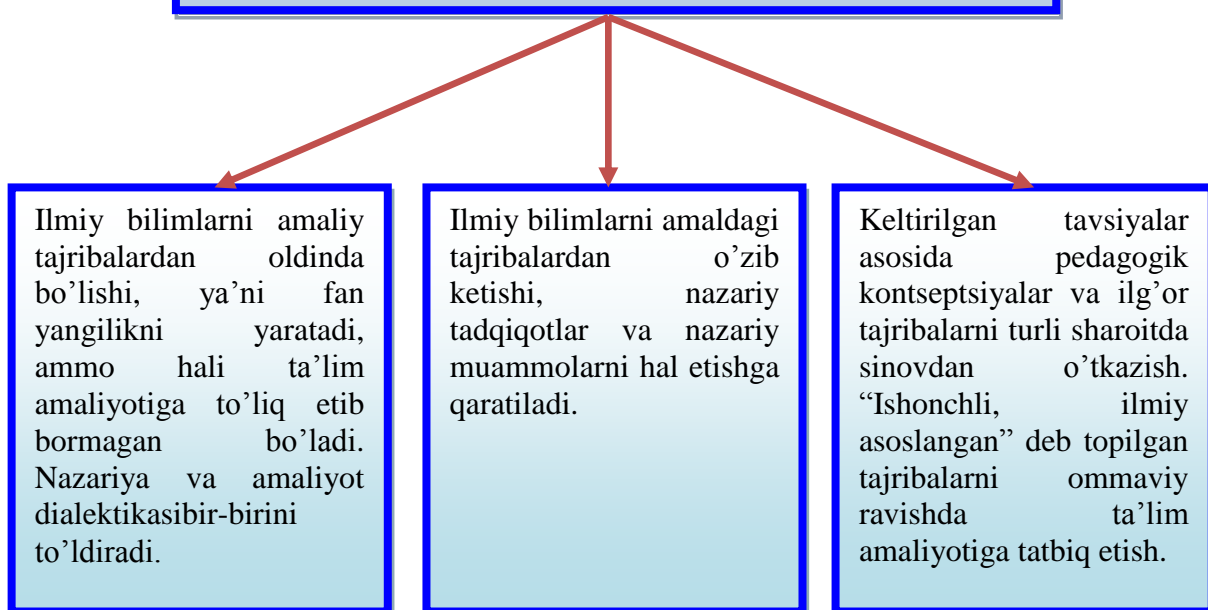 Ilmiy bilimlarni amaliy
tajribalardan oldinda
bo’lishi, ya’ni fan
yangilikni yaratadi,
ammo hali ta’lim
amaliyotiga to’liq etib
bormagan bo’ladi.
Nazariya va amaliyot
dialektikasibir-birini
to’ldiradi.
Ilmiy bilimlarni amaldagi
tajribalardan o’zib
ketishi, nazariy
tadqiqotlar va nazariy
muammolarni hal etishga
qaratiladi.
Keltirilgan tavsiyalar
asosida pedagogik
kontseptsiyalar va ilg’or
tajribalarni turli sharoitda
sinovdan o’tkazish.
“Ishonchli, ilmiy
asoslangan” deb topilgan
tajribalarni ommaviy
ravishda ta’lim
amaliyotiga tatbiq etish.